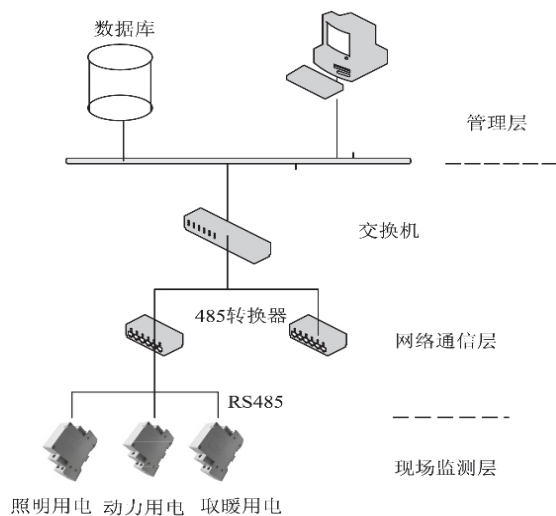 数据库
管理层
交换机
485转换器
网络通信层
RS485
现场监测层
照明用电 动力用电 取暖用电